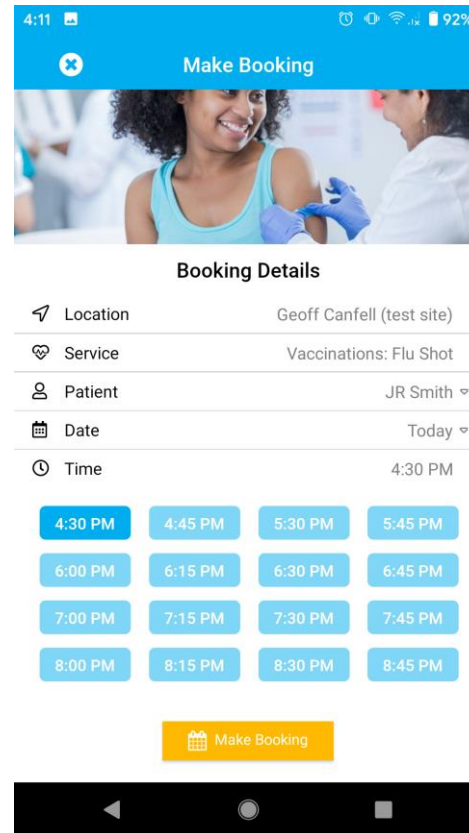 4:11 92%
Make Booking
Booking Details
Location Geoff Canfell (test site)
Service Vaccinations: Flu Shot
Patient JR Smith
Date Today
Time 4:30 PM
4:30 PM 4:45 PM 5:30 PM 5:45 PM
6:00 PM 6:15 PM 6:30 PM 6:45 PM
7:00 PM 7:15 PM 7:30 PM 7:45 PM
8:00 PM 8:15 PM 8:30 PM 8:45 PM
Make Booking